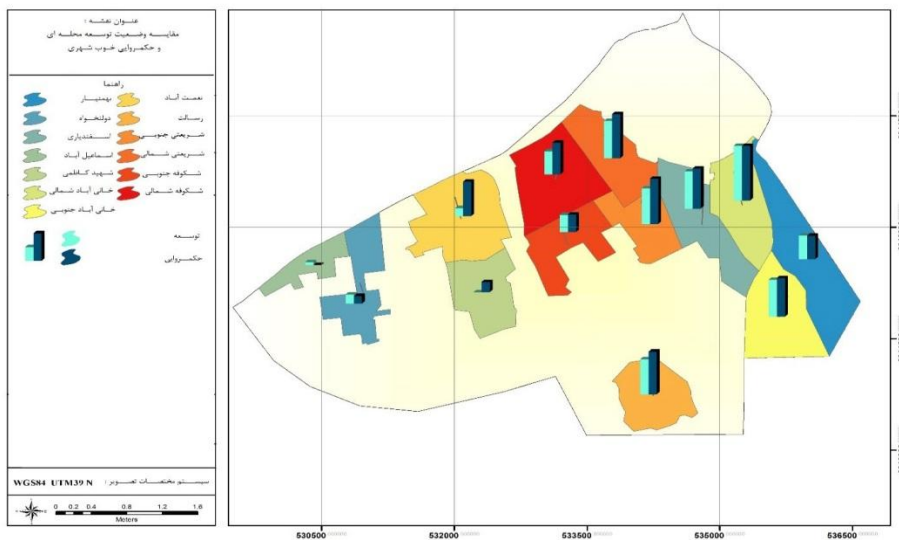 عنوان نقشه :
مقایسه وضعیت توسعه محله ای
و حکمروایی خوب شهری
راهنما
بهمنیار
نعمت آباد
دولتخواه
رسالت
اسفندیاری
شریعتی جنوبی
اسماعیل آباد
شریعتی شمالی
شهید کاظمی
شکوفه جنوبی
خانی آباد شمالی
شکوفه شمالی
خانی آباد جنوبی
توسعه
حکمروایی
سیستم مختصات تصویر : WGS84 UTM39 N
0 0.2 0.4 0.8 1.2 1.6
Meters
530500 532000 533500 535000 536500